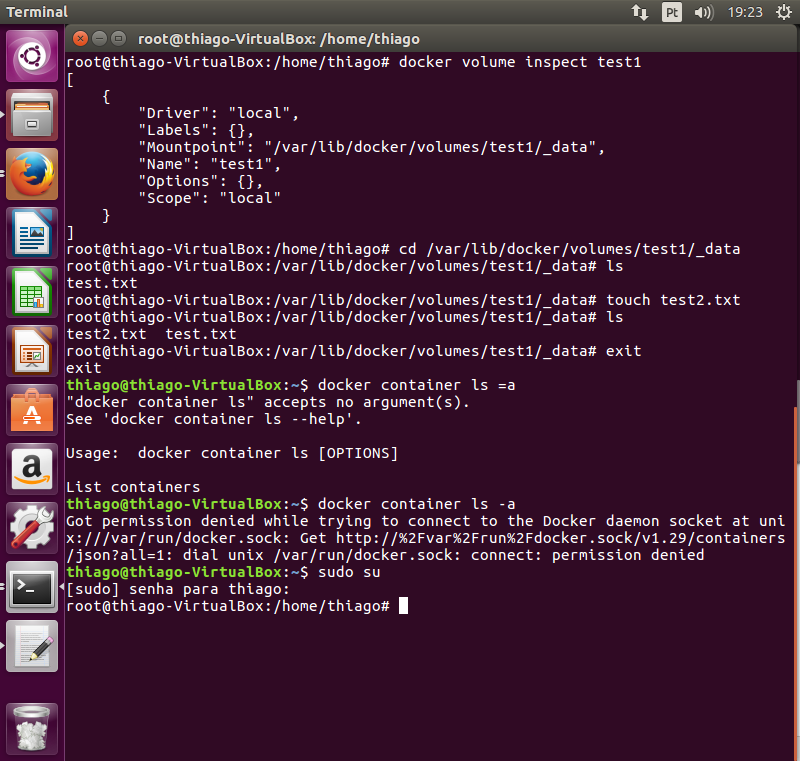 Terminal
Pt
19:23
root@thiago-VirtualBox: /home/thiago
root@thiago-VirtualBox:/home/thiago# docker volume inspect test1
[
    {
        "Driver": "local",
        "Labels": {},
        "Mountpoint": "/var/lib/docker/volumes/test1/_data",
        "Name": "test1",
        "Options": {},
        "Scope": "local"
    }
]
root@thiago-VirtualBox:/home/thiago# cd /var/lib/docker/volumes/test1/_data
root@thiago-VirtualBox:/var/lib/docker/volumes/test1/_data# ls
test.txt
root@thiago-VirtualBox:/var/lib/docker/volumes/test1/_data# touch test2.txt
root@thiago-VirtualBox:/var/lib/docker/volumes/test1/_data# ls
test2.txt  test.txt
root@thiago-VirtualBox:/var/lib/docker/volumes/test1/_data# exit
exit
thiago@thiago-VirtualBox:~$ docker container ls =a
"docker container ls" accepts no argument(s).
See 'docker container ls --help'.

Usage:  docker container ls [OPTIONS]

List containers
thiago@thiago-VirtualBox:~$ docker container ls -a
Got permission denied while trying to connect to the Docker daemon socket at uni
x:///var/run/docker.sock: Get http://%2Fvar%2Frun%2Fdocker.sock/v1.29/containers
/json?all=1: dial unix /var/run/docker.sock: connect: permission denied
thiago@thiago-VirtualBox:~$ sudo su
[sudo] senha para thiago:
root@thiago-VirtualBox:/home/thiago#